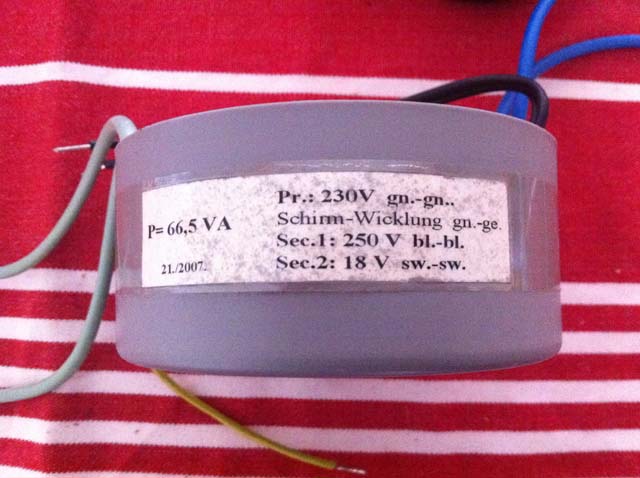 P= 66,5 VA
21./2007.
Pr.: 230V gn.-gn..
Schirm-Wicklung gn.-ge.
Sec.1: 250 V bl.-bl.
Sec.2: 18 V sw.-sw.